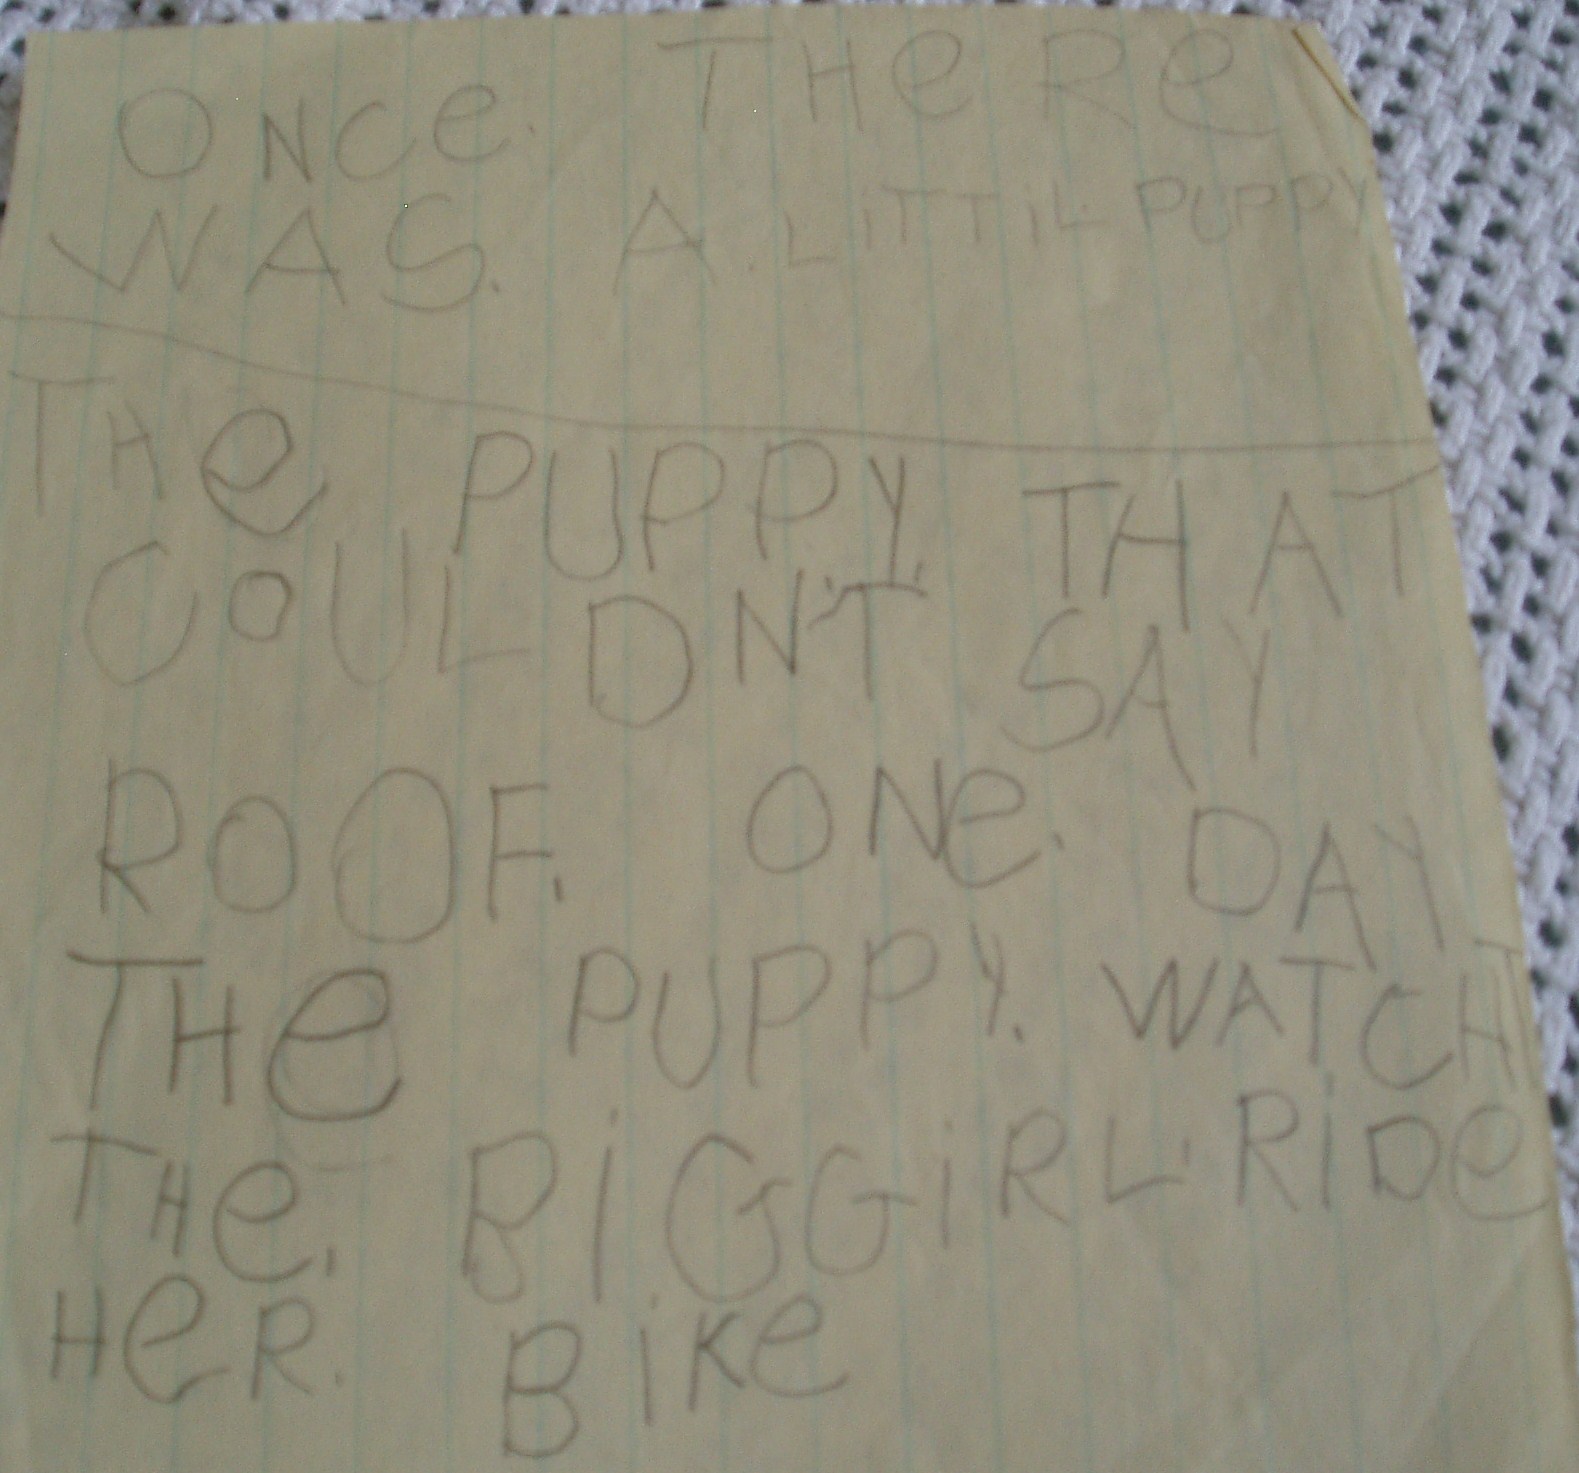 ONCe. THeRe
WAS. A LiTTiL PUPPY
THe PUPPY. THAT
COULDN'T SAY
ROOF. ONe. DAY
THe PUPPY. WATCHT
THe. BiGGiRL. RiDe
HeR. BiKe